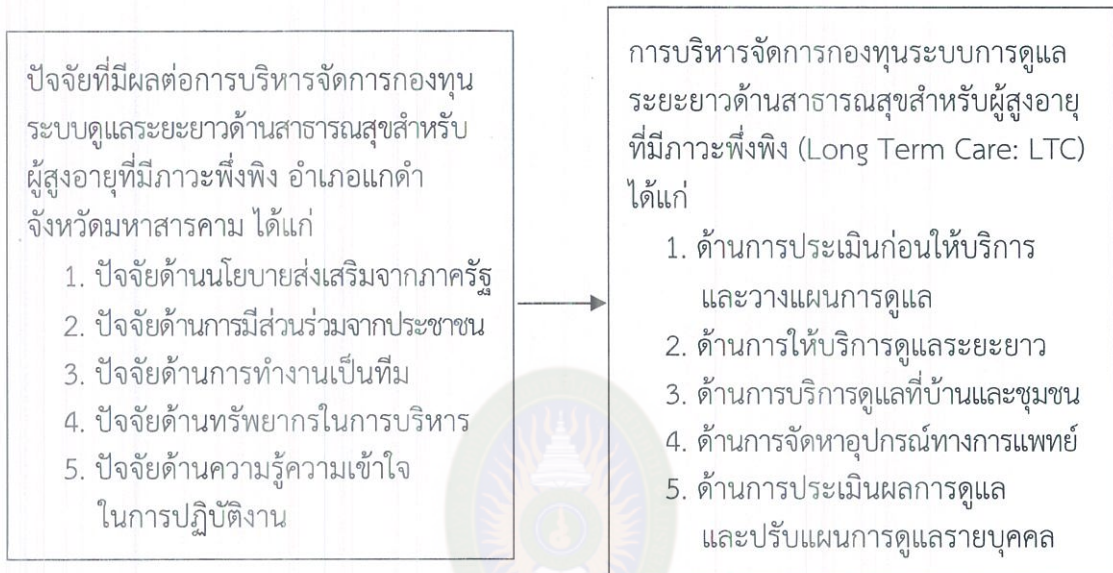 ปัจจัยที่มีผลต่อการบริหารจัดการกองทุน
ระบบดูแลระยะยาวด้านสาธารณสุขสำหรับ
ผู้สูงอายุที่มีภาวะพึ่งพิง อำเภอแกดำ
จังหวัดมหาสารคาม ได้แก่
1. ปัจจัยด้านนโยบายส่งเสริมจากภาครัฐ
2. ปัจจัยด้านการมีส่วนร่วมจากประชาชน
3. ปัจจัยด้านการทำงานเป็นทีม
4. ปัจจัยด้านทรัพยากรในการบริหาร
5. ปัจจัยด้านความรู้ความเข้าใจ
ในการปฏิบัติงาน
การบริหารจัดการกองทุนระบบการดูแล
ระยะยาวด้านสาธารณสุขสำหรับผู้สูงอายุ
ที่มีภาวะพึ่งพิง (Long Term Care: LTC)
ได้แก่
1. ด้านการประเมินก่อนให้บริการ
และวางแผนการดูแล
2. ด้านการให้บริการดูแลระยะยาว
3. ด้านการบริการดูแลที่บ้านและชุมชน
4. ด้านการจัดหาอุปกรณ์ทางการแพทย์
5. ด้านการประเมินผลการดูแล
และปรับแผนการดูแลรายบุคคล